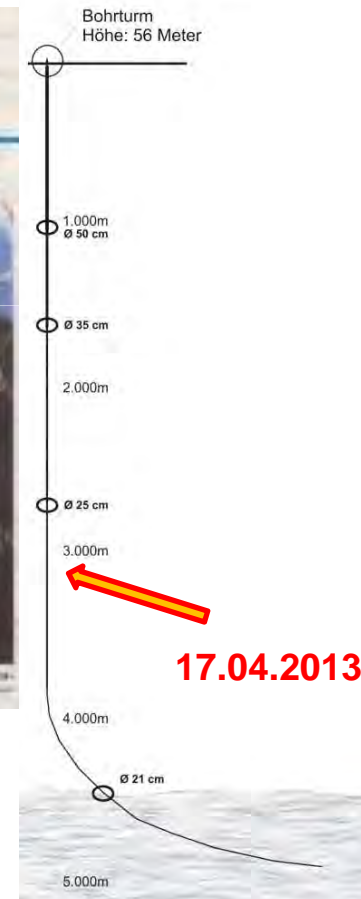 Bohrturm
Höhe: 56 Meter
1.000m
Ø 50 cm
Ø 35 cm
2.000m
Ø 25 cm
3.000m
17.04.2013
4.000m
Ø 21 cm
5.000m